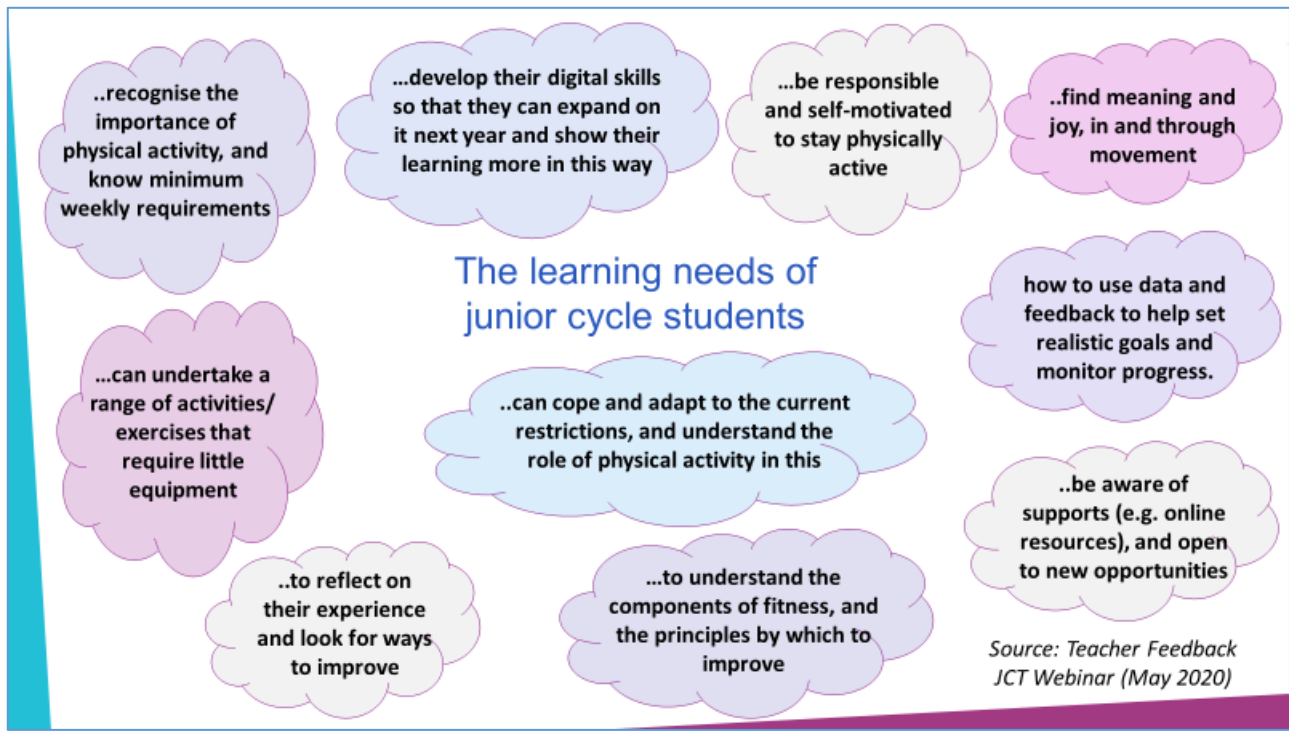 ..recognise the
importance of
physical activity, and
know minimum
weekly requirements
...develop their digital skills
so that they can expand on
it next year and show their
learning more in this way
...be responsible
and self-motivated
to stay physically
active
..find meaning and
joy, in and through
movement
The learning needs of
junior cycle students
how to use data and
feedback to help set
realistic goals and
monitor progress.
...can undertake a
range of activities/
exercises that
require little
equipment
..can cope and adapt to the current
restrictions, and understand the
role of physical activity in this
..be aware of
supports (e.g. online
resources), and open
to new opportunities
..to reflect on
their experience
and look for ways
to improve
...to understand the
components of fitness, and
the principles by which to
improve
Source: Teacher Feedback
JCT Webinar (May 2020)